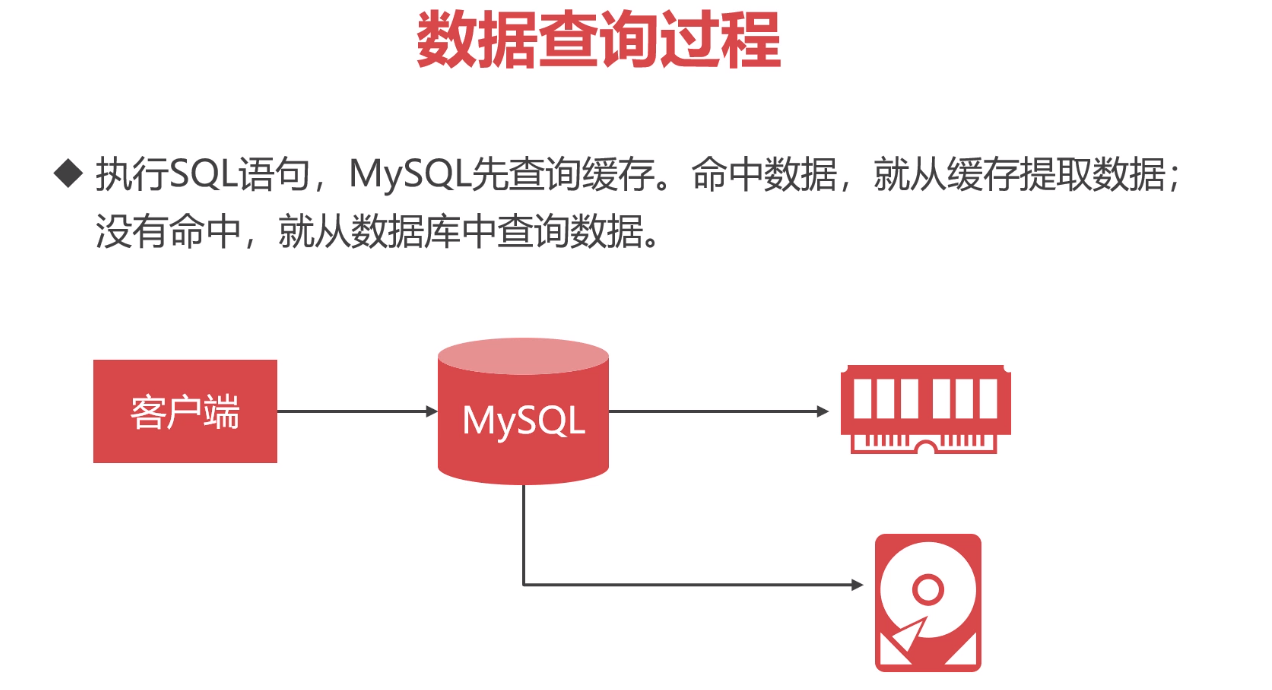 数据查询过程
◆ 执行SQL语句，MySQL先查询缓存。命中数据，就从缓存提取数据；
没有命中，就从数据库中查询数据。
客户端
MySQL